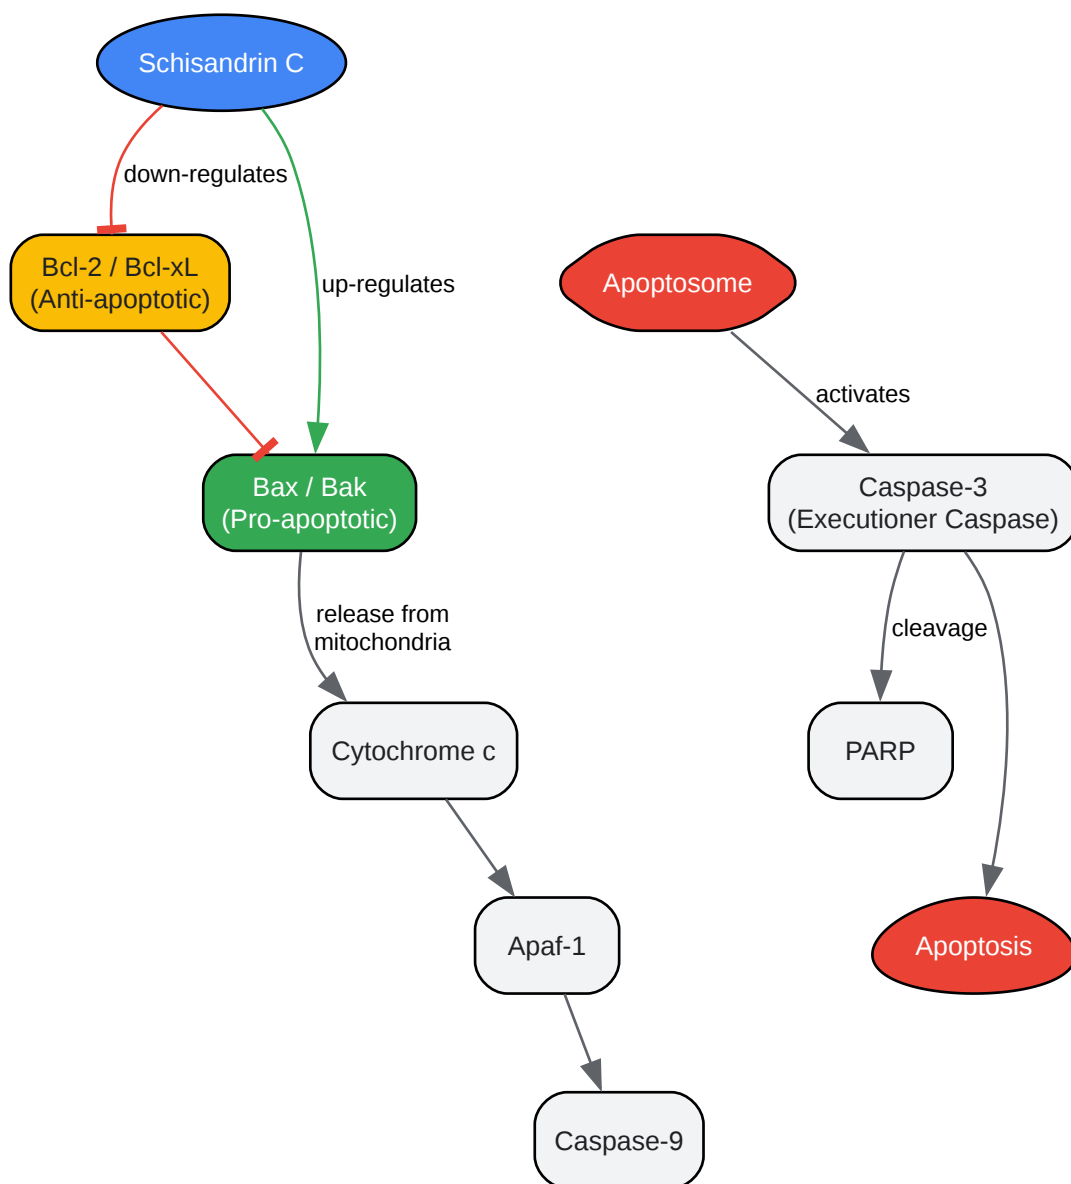 Schisandrin C
down-regulates
Bcl-2 / Bcl-xL
(Anti-apoptotic)
up-regulates
Apoptosome
activates
Bax / Bak
(Pro-apoptotic)
Caspase-3
(Executioner Caspase)
release from
mitochondria
cleavage
Cytochrome c
PARP
Apaf-1
Apoptosis
Caspase-9